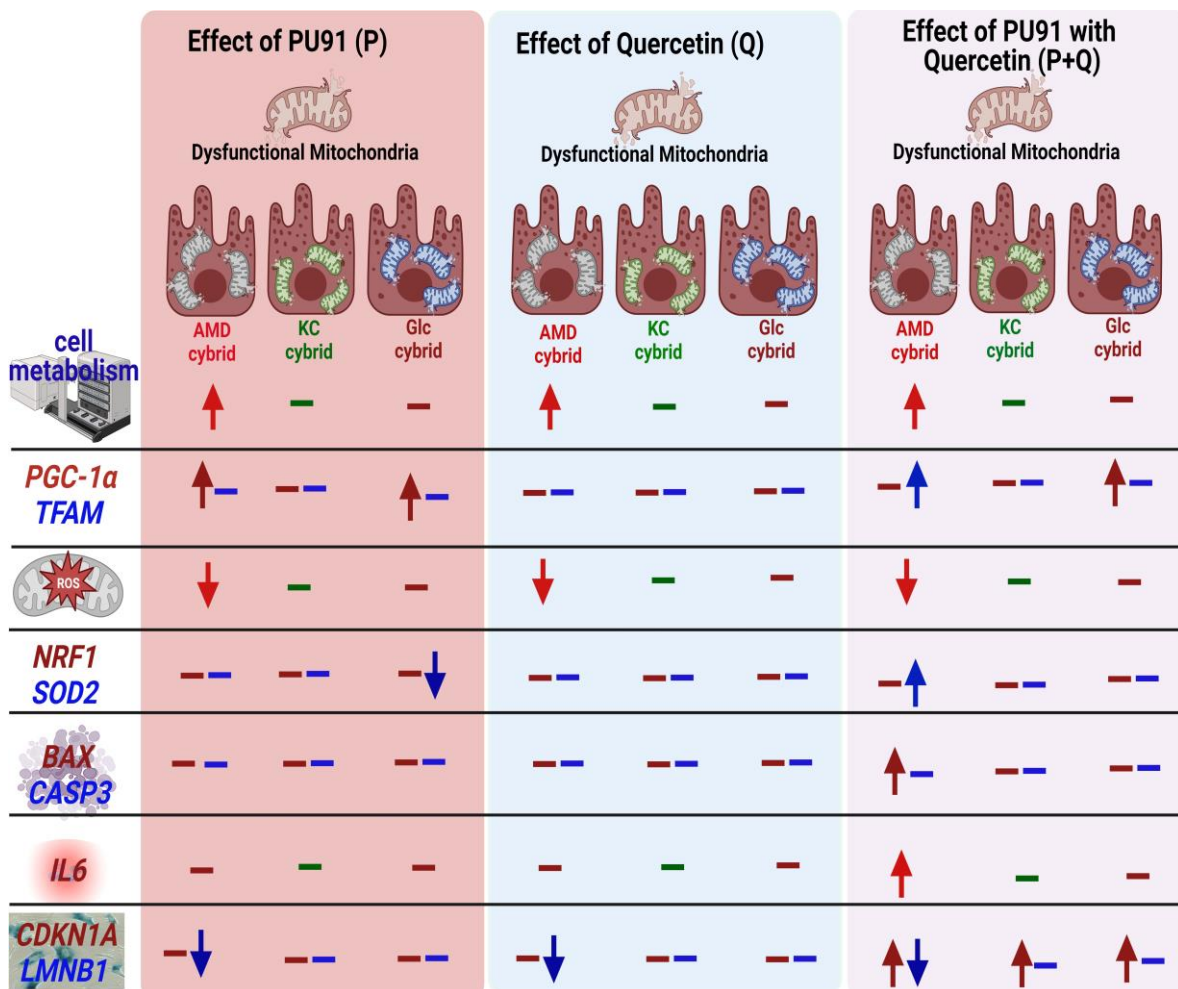 Effect of PU91 (P)
Effect of Quercetin (Q)
Effect of PU91 with
Quercetin (P+Q)
Dysfunctional Mitochondria
Dysfunctional Mitochondria
Dysfunctional Mitochondria
AMD
cybrid
KC
cybrid
Glc
cybrid
AMD
cybrid
KC
cybrid
Glc
cybrid
AMD
cybrid
KC
cybrid
Glc
cybrid
cell
metabolism
PGC-1α
TFAM
ROS
NRF1
SOD2
BAX
CASP3
IL6
CDKN1A
LMNB1